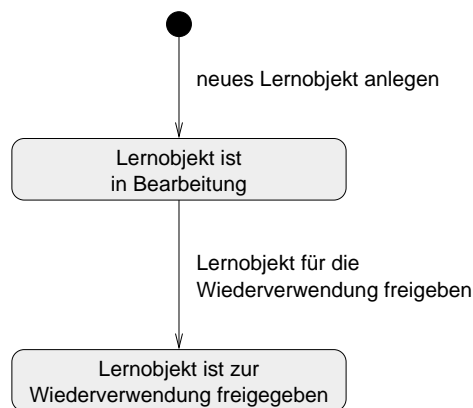 neues Lernobjekt anlegen
Lernobjekt ist
in Bearbeitung
Lernobjekt für die
Wiederverwendung freigeben
Lernobjekt ist zur
Wiederverwendung freigegeben